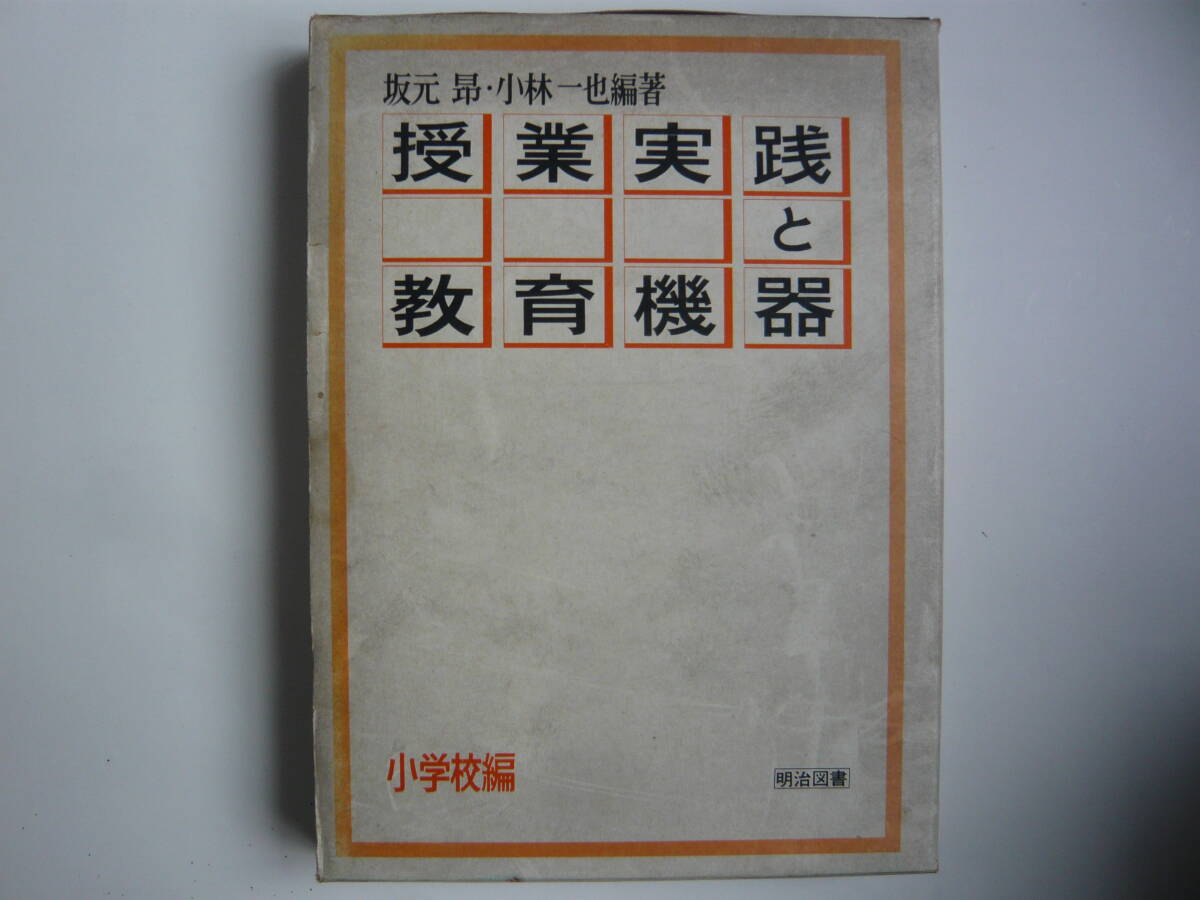 坂元 昻・小林一也編著
授業実践
と
教育機器
小学校編
明治図書